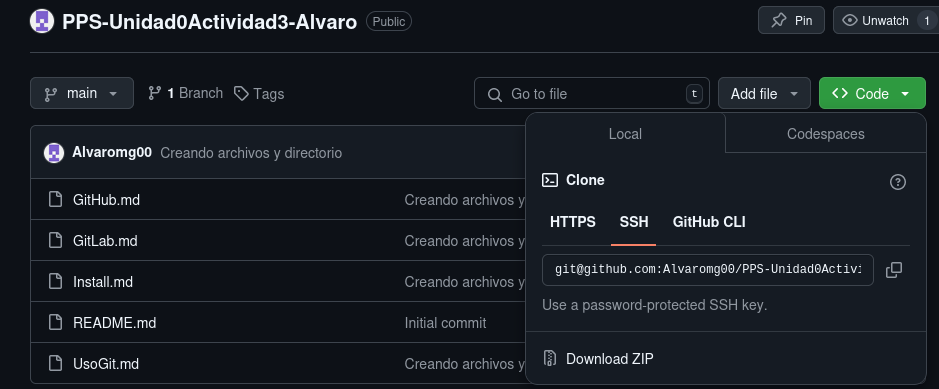 PPS-Unidad0Actividad3-Alvaro Public Pin Unwatch 1
main 1 Branch Tags Go to file t Add file Code
Local Codespaces
Alvaromg00 Creando archivos y directorio
Clone
GitHub.md Creando archivos y
HTTPS SSH GitHub CLI
GitLab.md Creando archivos y
git@github.com:Alvaromg00/PPS-Unidad0Activi
Install.md Creando archivos y
Use a password-protected SSH key.
README.md Initial commit
Download ZIP
UsoGit.md Creando archivos y